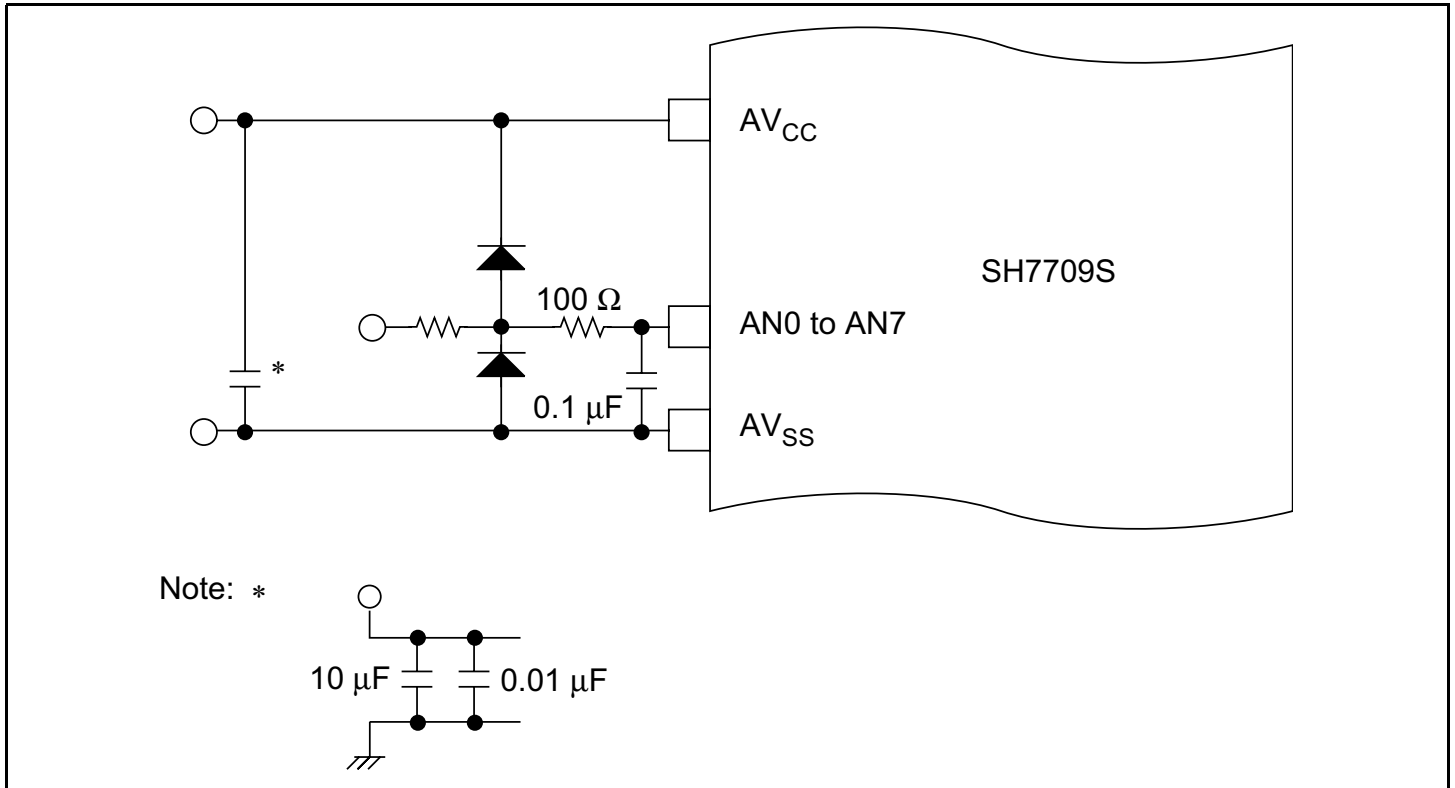 AVCC
SH7709S
100 Ω
AN0 to AN7
*
0.1 μF
AVSS
Note: *
10 μF 0.01 μF